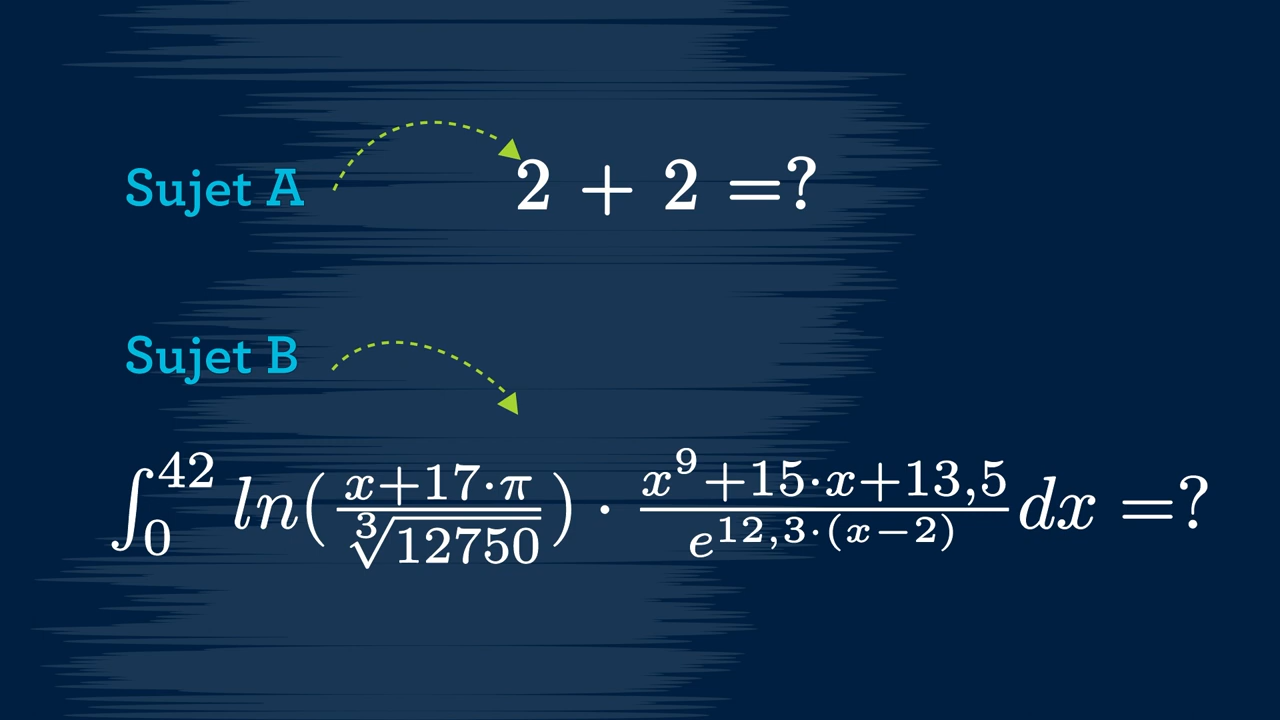 Sujet A
2 + 2 =?
Sujet B
∫₀⁴² ln((x+17·π)/(∛12750)) · (x⁹+15·x+13,5)/(e^(12,3·(x−2))) dx =?